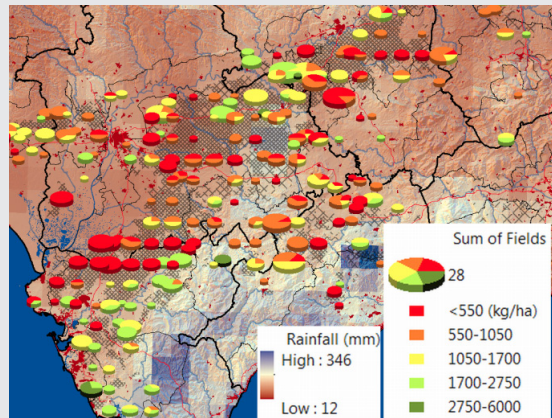 Sum of Fields
28
<550 (kg/ha)
550-1050
1050-1700
1700-2750
2750-6000
Rainfall (mm)
High : 346
Low : 12